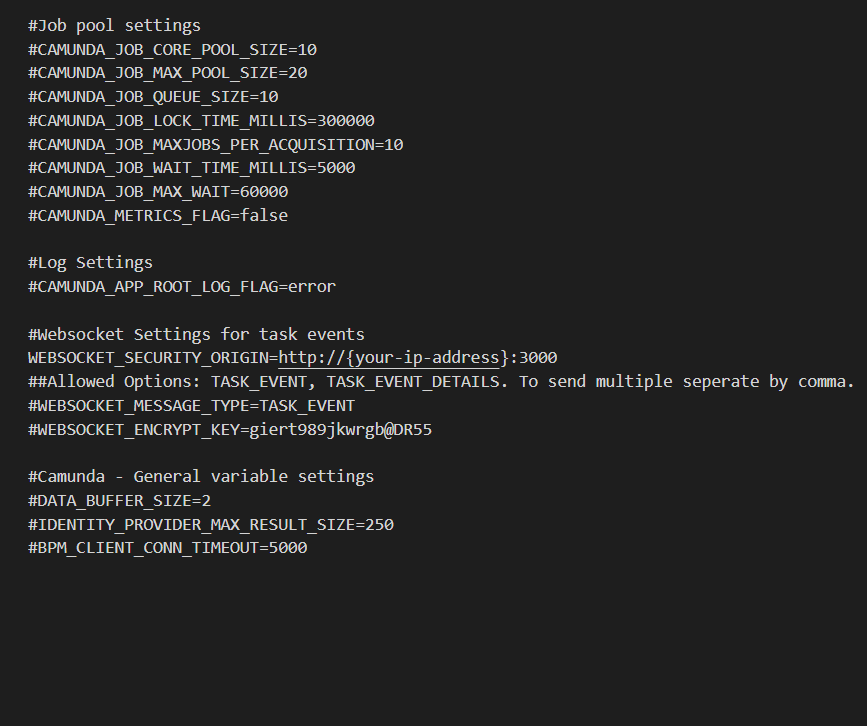 #Job pool settings
#CAMUNDA_JOB_CORE_POOL_SIZE=10
#CAMUNDA_JOB_MAX_POOL_SIZE=20
#CAMUNDA_JOB_QUEUE_SIZE=10
#CAMUNDA_JOB_LOCK_TIME_MILLIS=300000
#CAMUNDA_JOB_MAXJOBS_PER_ACQUISITION=10
#CAMUNDA_JOB_WAIT_TIME_MILLIS=5000
#CAMUNDA_JOB_MAX_WAIT=60000
#CAMUNDA_METRICS_FLAG=false
#Log Settings
#CAMUNDA_APP_ROOT_LOG_FLAG=error
#Websocket Settings for task events
WEBSOCKET_SECURITY_ORIGIN=http://{your-ip-address}:3000
##Allowed Options: TASK_EVENT, TASK_EVENT_DETAILS. To send multiple seperate by comma.
#WEBSOCKET_MESSAGE_TYPE=TASK_EVENT
#WEBSOCKET_ENCRYPT_KEY=giert989jkwrgb@DR55
#Camunda - General variable settings
#DATA_BUFFER_SIZE=2
#IDENTITY_PROVIDER_MAX_RESULT_SIZE=250
#BPM_CLIENT_CONN_TIMEOUT=5000